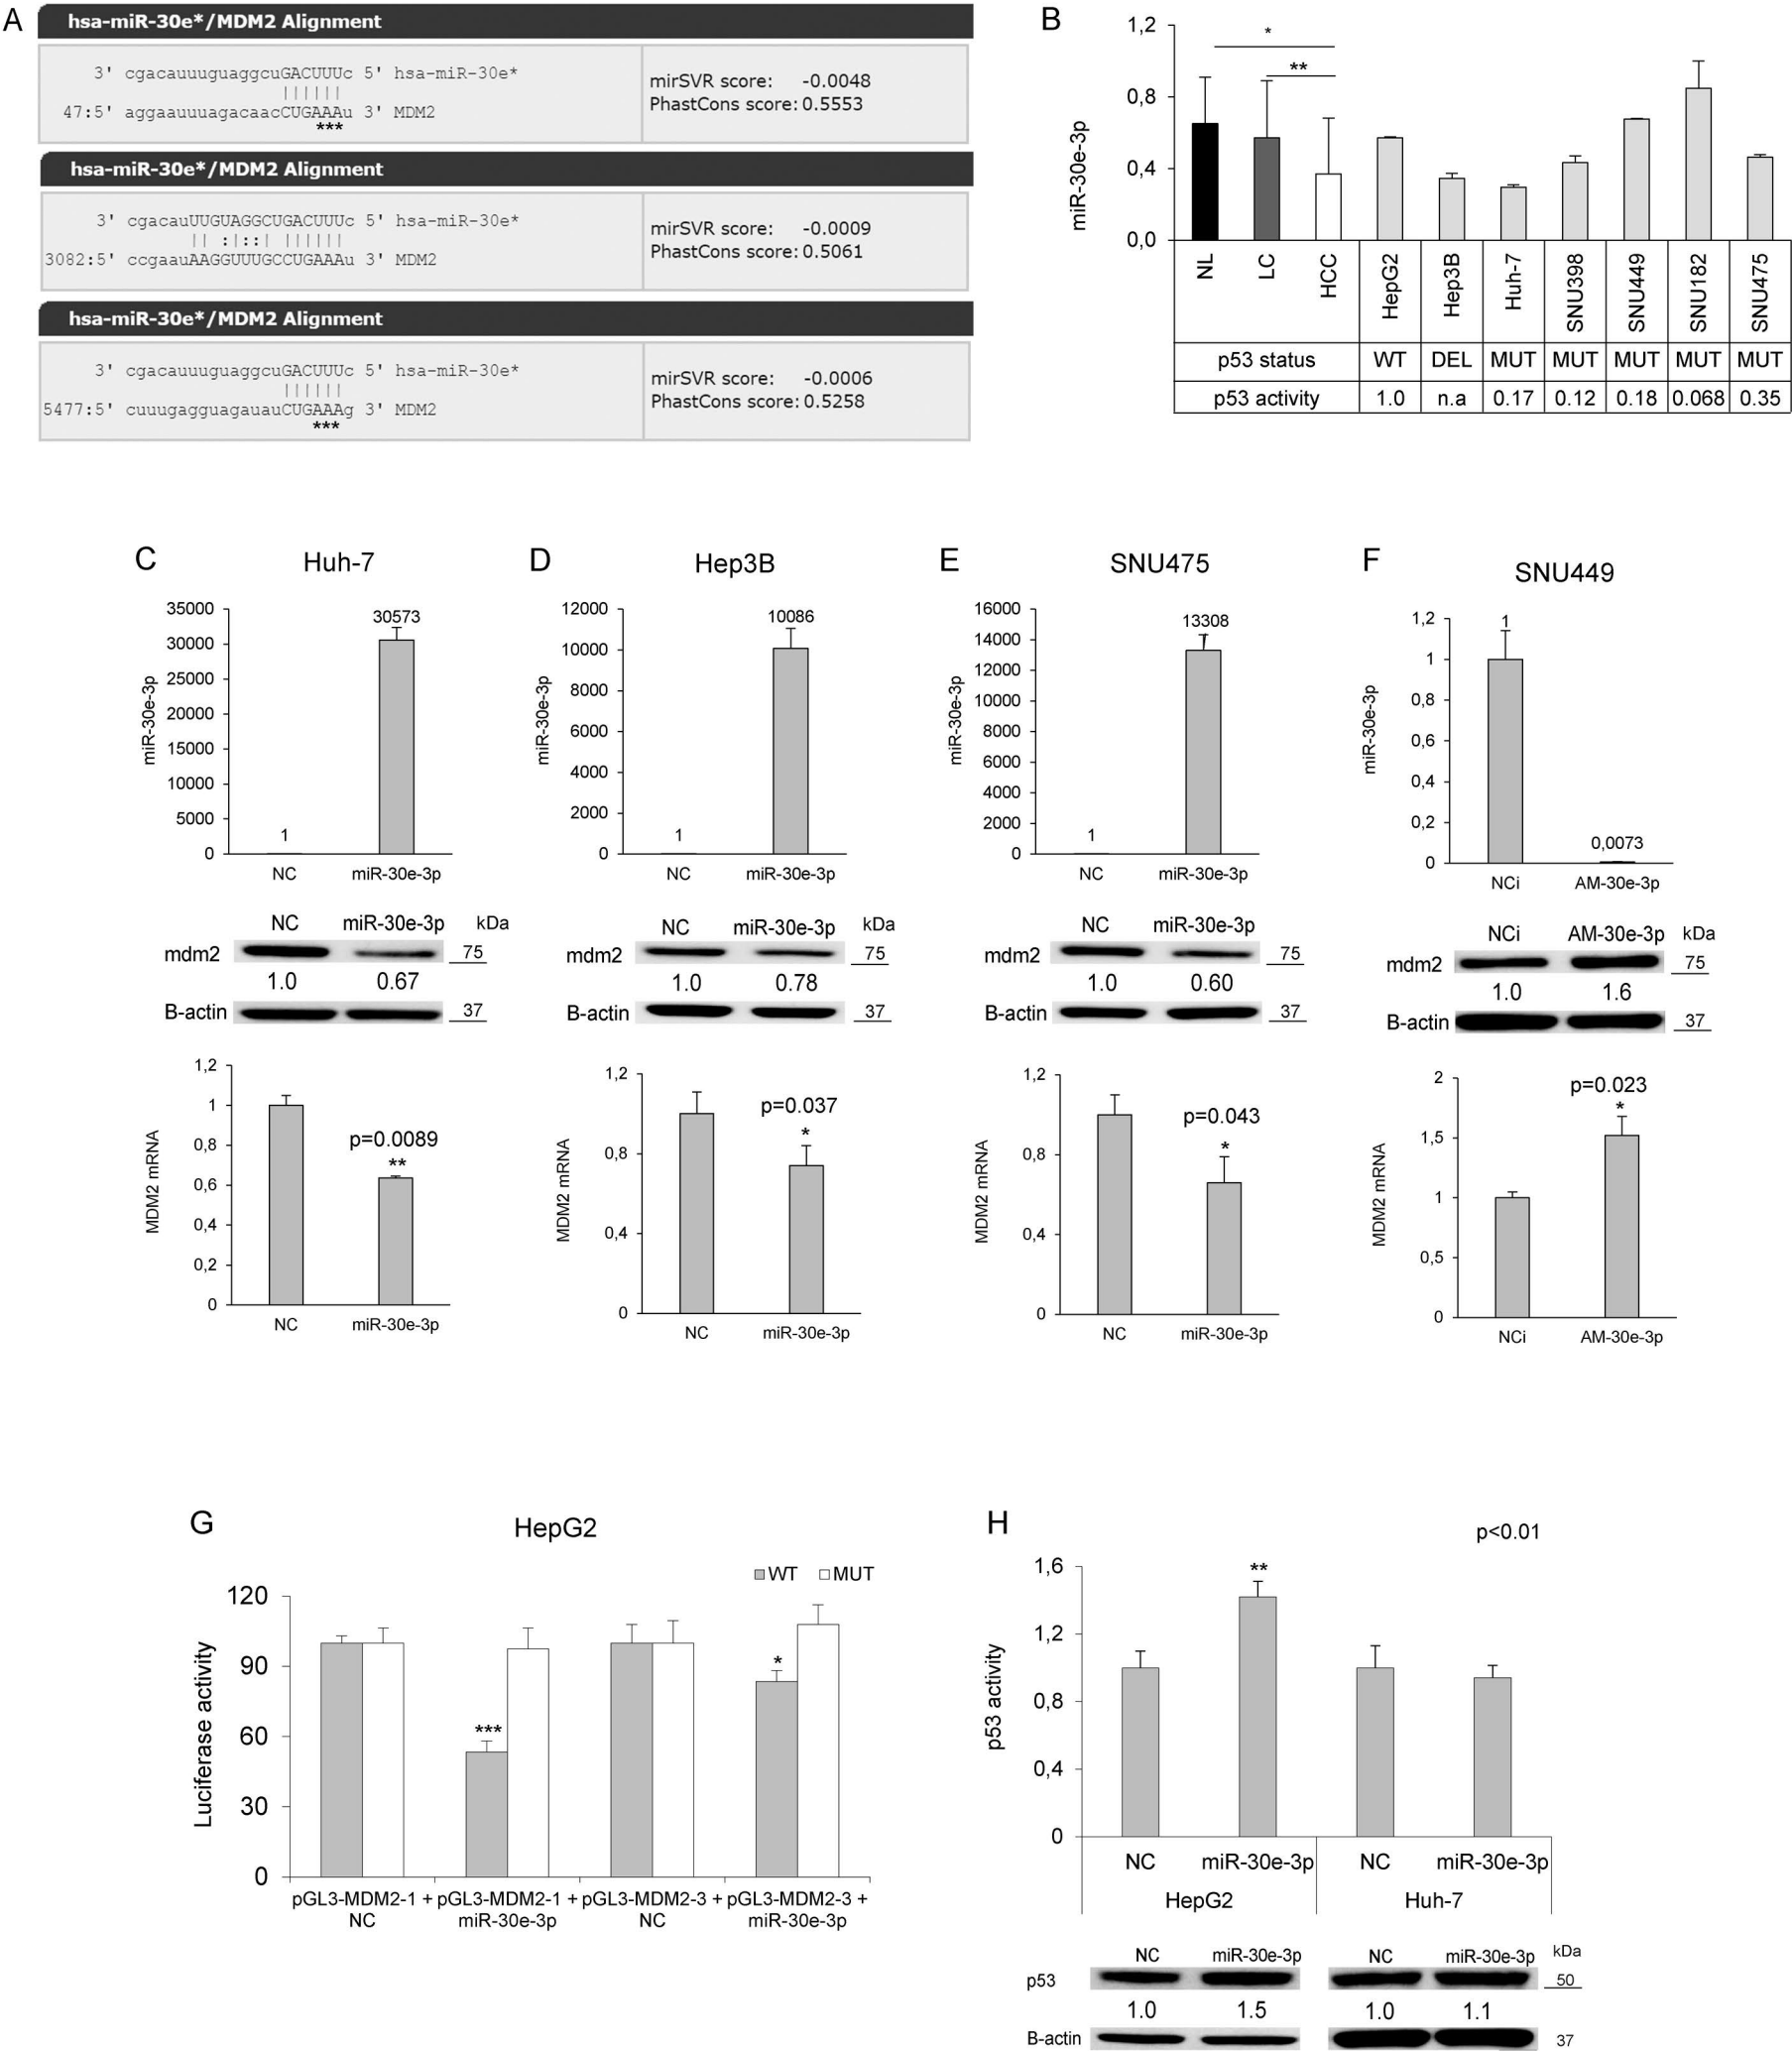 A
hsa-miR-30e*/MDM2 Alignment
3' cgacauuuguaggcuGACUUUc 5' hsa-miR-30e*
||||||
47:5' aggaauuuagacaacCUGAAAu 3' MDM2
***
mirSVR score: -0.0048
PhastCons score: 0.5553
hsa-miR-30e*/MDM2 Alignment
3' cgacauUUGUAGGCUGACUUUc 5' hsa-miR-30e*
|| :|::| ||||||
3082:5' ccgaauAAGGUUUGCCUGAAAu 3' MDM2
mirSVR score: -0.0009
PhastCons score: 0.5061
hsa-miR-30e*/MDM2 Alignment
3' cgacauuuguaggcuGACUUUc 5' hsa-miR-30e*
||||||
5477:5' cuuugagguagauauCUGAAAg 3' MDM2
***
mirSVR score: -0.0006
PhastCons score: 0.5258
B
miR-30e-3p
1,2
0,8
0,4
0,0
*
**
NL LC HCC HepG2 Hep3B Huh-7 SNU398 SNU449 SNU182 SNU475
p53 status WT DEL MUT MUT MUT MUT MUT
p53 activity 1.0 n.a 0.17 0.12 0.18 0.068 0.35
C
Huh-7
miR-30e-3p
35000
30000
25000
20000
15000
10000
5000
0
1
30573
NC miR-30e-3p
NC miR-30e-3p kDa
mdm2 75
1.0 0.67
B-actin 37
MDM2 mRNA
1,2
1
0,8
0,6
0,4
0,2
0
p=0.0089
**
NC miR-30e-3p
D
Hep3B
miR-30e-3p
12000
10000
8000
6000
4000
2000
0
1
10086
NC miR-30e-3p
NC miR-30e-3p kDa
mdm2 75
1.0 0.78
B-actin 37
MDM2 mRNA
1,2
0,8
0,4
0
p=0.037
*
NC miR-30e-3p
E
SNU475
miR-30e-3p
16000
14000
12000
10000
8000
6000
4000
2000
0
1
13308
NC miR-30e-3p
NC miR-30e-3p kDa
mdm2 75
1.0 0.60
B-actin 37
MDM2 mRNA
1,2
0,8
0,4
0
p=0.043
*
NC miR-30e-3p
F
SNU449
miR-30e-3p
1,2
1
0,8
0,6
0,4
0,2
0
1
0,0073
NCi AM-30e-3p
NCi AM-30e-3p kDa
mdm2 75
1.0 1.6
B-actin 37
MDM2 mRNA
2
1,5
1
0,5
0
p=0.023
*
NCi AM-30e-3p
G
HepG2
WT MUT
Luciferase activity
120
90
60
30
0
***
*
pGL3-MDM2-1 + pGL3-MDM2-1 + pGL3-MDM2-3 + pGL3-MDM2-3 +
NC miR-30e-3p NC miR-30e-3p
H
p<0.01
p53 activity
1,6
1,2
0,8
0,4
0
**
NC miR-30e-3p NC miR-30e-3p
HepG2 Huh-7
NC miR-30e-3p NC miR-30e-3p kDa
p53 50
1.0 1.5 1.0 1.1
B-actin 37